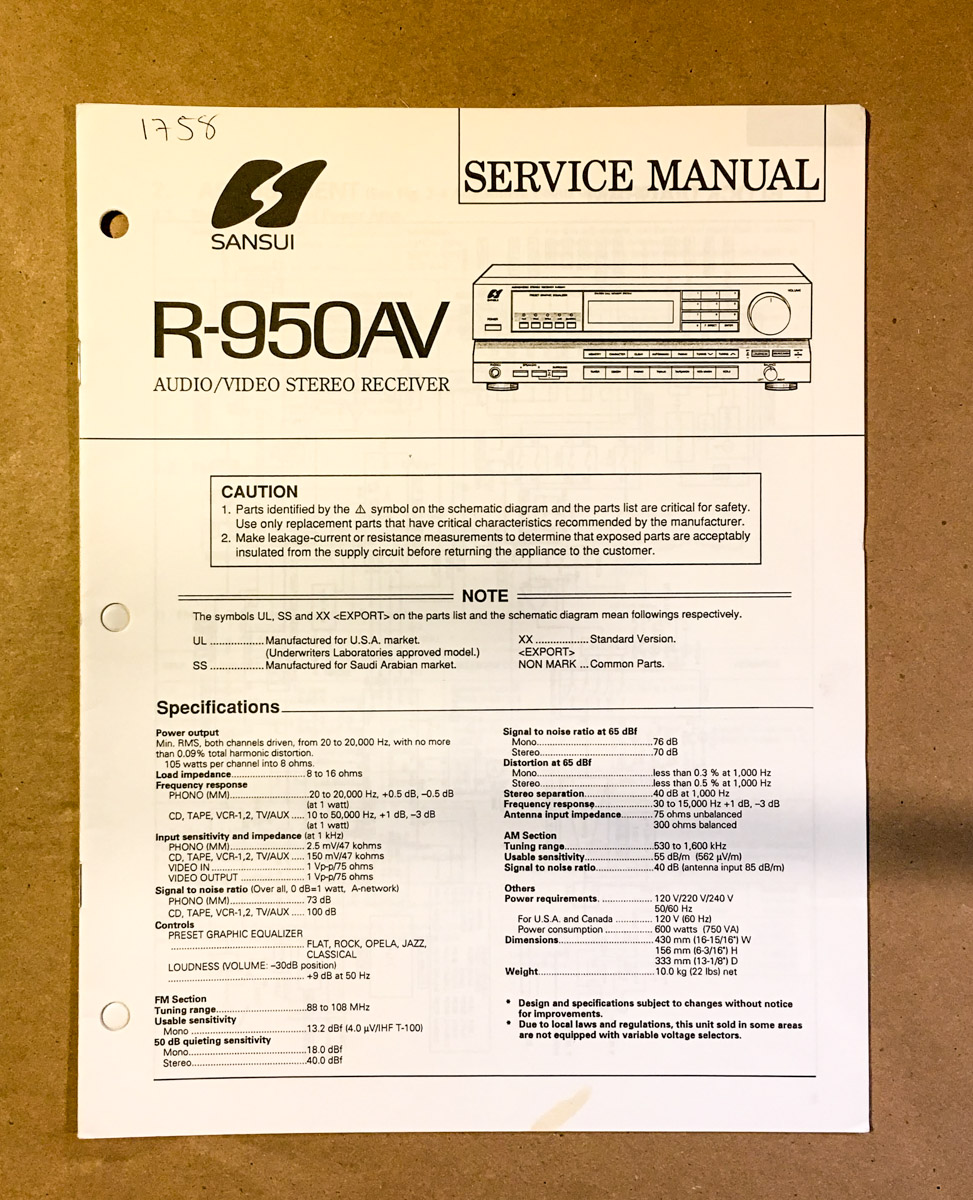 1758
SERVICE MANUAL
SANSUI
R-950AV
AUDIO/VIDEO STEREO RECEIVER
CAUTION
1. Parts identified by the ⚠ symbol on the schematic diagram and the parts list are critical for safety.
Use only replacement parts that have critical characteristics recommended by the manufacturer.
2. Make leakage-current or resistance measurements to determine that exposed parts are acceptably
insulated from the supply circuit before returning the appliance to the customer.
NOTE
The symbols UL, SS and XX <EXPORT> on the parts list and the schematic diagram mean followings respectively.
UL .................. Manufactured for U.S.A. market.
(Underwriters Laboratories approved model.)
SS .................. Manufactured for Saudi Arabian market.
XX .................. Standard Version.
<EXPORT>
NON MARK ... Common Parts.
Specifications
Power output
Min. RMS, both channels driven, from 20 to 20,000 Hz, with no more
than 0.09% total harmonic distortion.
105 watts per channel into 8 ohms.
Load impedance.......................8 to 16 ohms
Frequency response
PHONO (MM)........................20 to 20,000 Hz, +0.5 dB, -0.5 dB
(at 1 watt)
CD, TAPE, VCR-1,2, TV/AUX ..... 10 to 50,000 Hz, +1 dB, -3 dB
(at 1 watt)
Input sensitivity and impedance (at 1 kHz)
PHONO (MM)........................ 2.5 mV/47 kohms
CD, TAPE, VCR-1,2, TV/AUX .... 150 mV/47 kohms
VIDEO IN ............................. 1 Vp-p/75 ohms
VIDEO OUTPUT ..................... 1 Vp-p/75 ohms
Signal to noise ratio (Over all, 0 dB=1 watt, A-network)
PHONO (MM)........................ 73 dB
CD, TAPE, VCR-1,2, TV/AUX ..... 100 dB
Controls
PRESET GRAPHIC EQUALIZER
........................................ FLAT, ROCK, OPELA, JAZZ,
CLASSICAL
LOUDNESS (VOLUME: -30dB position)
........................................ +9 dB at 50 Hz
FM Section
Tuning range............................88 to 108 MHz
Usable sensitivity
Mono ...................................13.2 dBf (4.0 µV/IHF T-100)
50 dB quieting sensitivity
Mono....................................18.0 dBf
Stereo...................................40.0 dBf
Signal to noise ratio at 65 dBf
Mono....................................76 dB
Stereo...................................70 dB
Distortion at 65 dBf
Mono....................................less than 0.3 % at 1,000 Hz
Stereo...................................less than 0.5 % at 1,000 Hz
Stereo separation.....................40 dB at 1,000 Hz
Frequency response..................30 to 15,000 Hz +1 dB, -3 dB
Antenna input impedance..........75 ohms unbalanced
300 ohms balanced
AM Section
Tuning range............................530 to 1,600 kHz
Usable sensitivity......................55 dB/m (562 µV/m)
Signal to noise ratio..................40 dB (antenna input 85 dB/m)
Others
Power requirements. ................ 120 V/220 V/240 V
50/60 Hz
For U.S.A. and Canada ........... 120 V (60 Hz)
Power consumption .............. 600 watts (750 VA)
Dimensions............................430 mm (16-15/16") W
156 mm (6-3/16") H
333 mm (13-1/8") D
Weight...................................10.0 kg (22 lbs) net
* Design and specifications subject to changes without notice
for improvements.
* Due to local laws and regulations, this unit sold in some areas
are not equipped with variable voltage selectors.